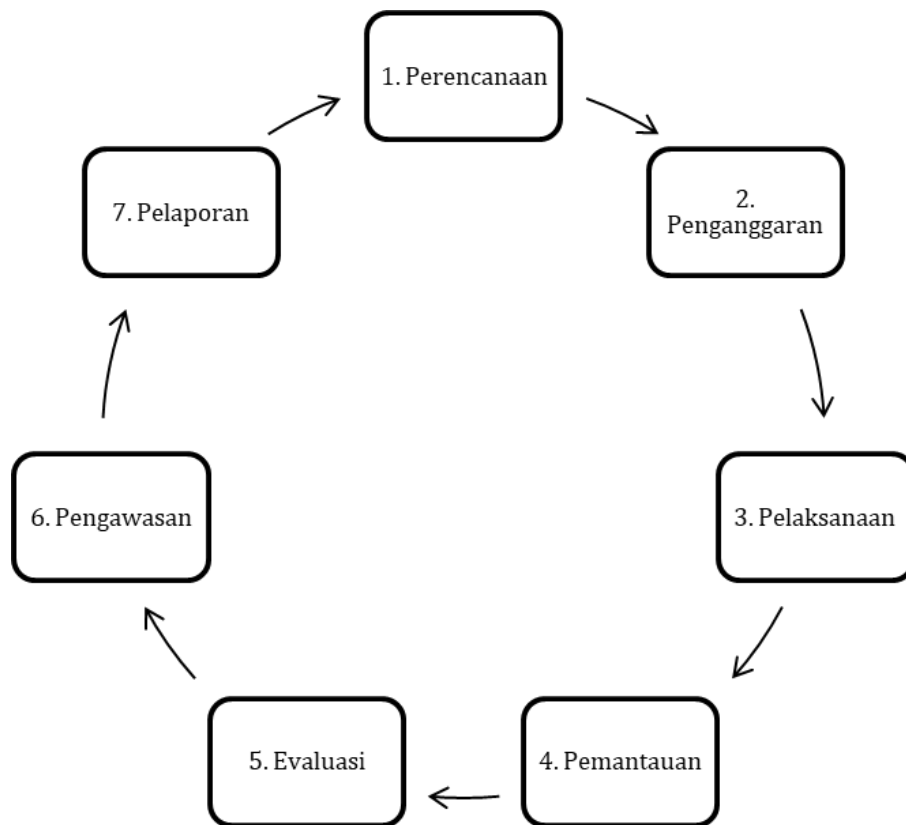 1. Perencanaan
2.
Penganggaran
3. Pelaksanaan
4. Pemantauan
5. Evaluasi
6. Pengawasan
7. Pelaporan